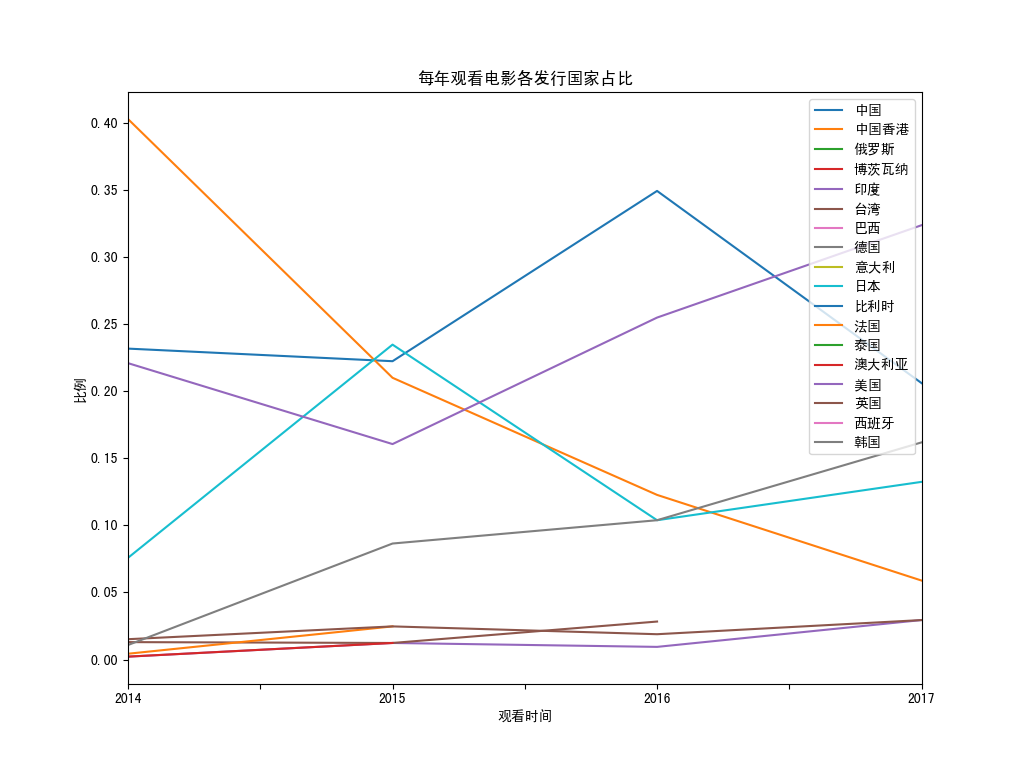 每年观看电影各发行国家占比
0.40
0.35
0.30
0.25
0.20
0.15
0.10
0.05
0.00
比例
2014
2015
2016
2017
观看时间
中国
中国香港
俄罗斯
博茨瓦纳
印度
台湾
巴西
德国
意大利
日本
比利时
法国
泰国
澳大利亚
美国
英国
西班牙
韩国